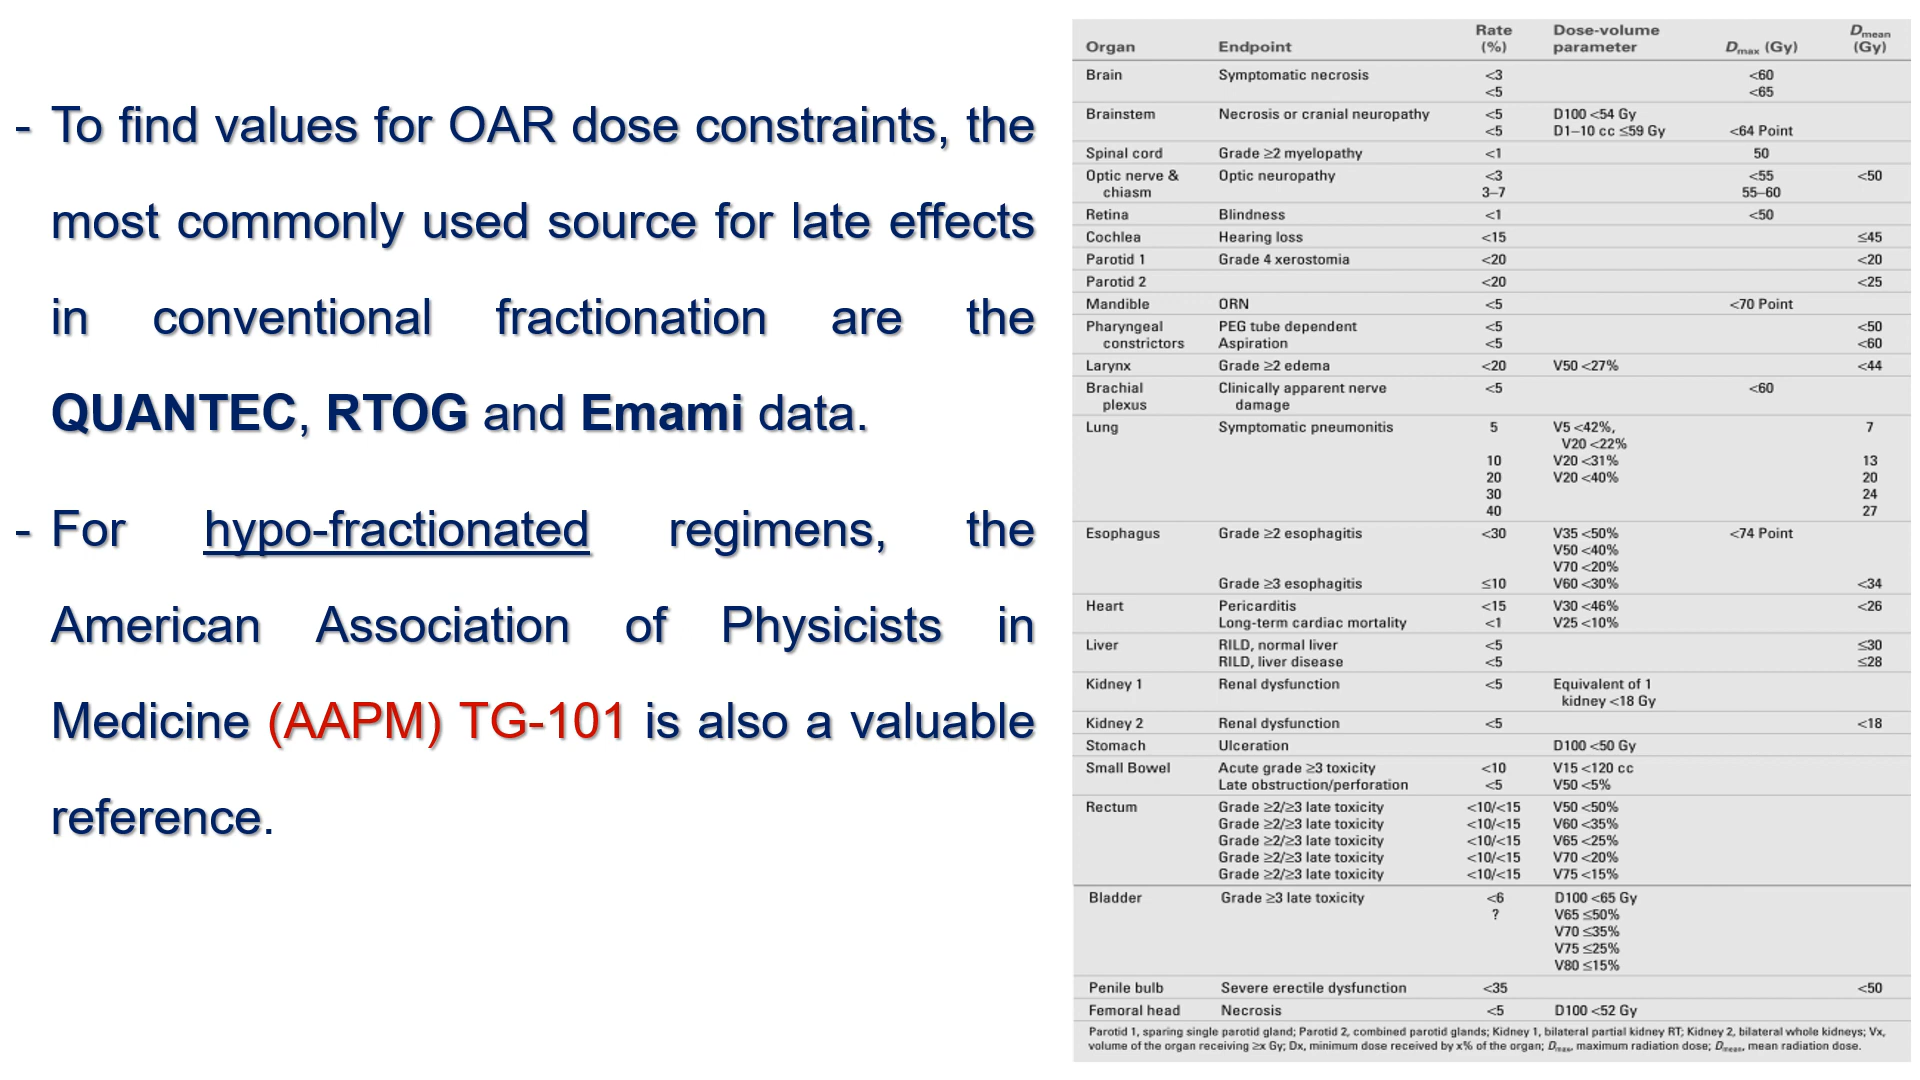 - To find values for OAR dose constraints, the
most commonly used source for late effects
in conventional fractionation are the
QUANTEC, RTOG and Emami data.
- For hypo-fractionated regimens, the
American Association of Physicists in
Medicine (AAPM) TG-101 is also a valuable
reference.
Organ Endpoint Rate (%) Dose-volume parameter Dmax (Gy) Dmean (Gy)
Brain Symptomatic necrosis <3 <60
<5 <65
Brainstem Necrosis or cranial neuropathy <5 D100 <54 Gy
<5 D1–10 cc ≤59 Gy <64 Point
Spinal cord Grade ≥2 myelopathy <1 50
Optic nerve & Optic neuropathy <3 <55 <50
chiasm 3–7 55–60
Retina Blindness <1 <50
Cochlea Hearing loss <15 ≤45
Parotid 1 Grade 4 xerostomia <20 <20
Parotid 2 <20 <25
Mandible ORN <5 <70 Point
Pharyngeal PEG tube dependent <5 <50
constrictors Aspiration <5 <60
Larynx Grade ≥2 edema <20 V50 <27% <44
Brachial Clinically apparent nerve <5 <60
plexus damage
Lung Symptomatic pneumonitis 5 V5 <42%, 7
V20 <22%
10 V20 <31% 13
20 V20 <40% 20
30 24
40 27
Esophagus Grade ≥2 esophagitis <30 V35 <50% <74 Point
V50 <40%
V70 <20%
Grade ≥3 esophagitis ≤10 V60 <30% <34
Heart Pericarditis <15 V30 <46% <26
Long-term cardiac mortality <1 V25 <10%
Liver RILD, normal liver <5 ≤30
RILD, liver disease <5 ≤28
Kidney 1 Renal dysfunction <5 Equivalent of 1
kidney <18 Gy
Kidney 2 Renal dysfunction <5 <18
Stomach Ulceration D100 <50 Gy
Small Bowel Acute grade ≥3 toxicity <10 V15 <120 cc
Late obstruction/perforation <5 V50 <5%
Rectum Grade ≥2/≥3 late toxicity <10/<15 V50 <50%
Grade ≥2/≥3 late toxicity <10/<15 V60 <35%
Grade ≥2/≥3 late toxicity <10/<15 V65 <25%
Grade ≥2/≥3 late toxicity <10/<15 V70 <20%
Grade ≥2/≥3 late toxicity <10/<15 V75 <15%
Bladder Grade ≥3 late toxicity <6 D100 <65 Gy
? V65 ≤50%
V70 ≤35%
V75 ≤25%
V80 ≤15%
Penile bulb Severe erectile dysfunction <35 <50
Femoral head Necrosis <5 D100 <52 Gy
Parotid 1, sparing single parotid gland; Parotid 2, combined parotid glands; Kidney 1, bilateral partial kidney RT; Kidney 2, bilateral whole kidneys; Vx,
volume of the organ receiving ≥x Gy; Dx, minimum dose received by x% of the organ; Dmax, maximum radiation dose; Dmean, mean radiation dose.